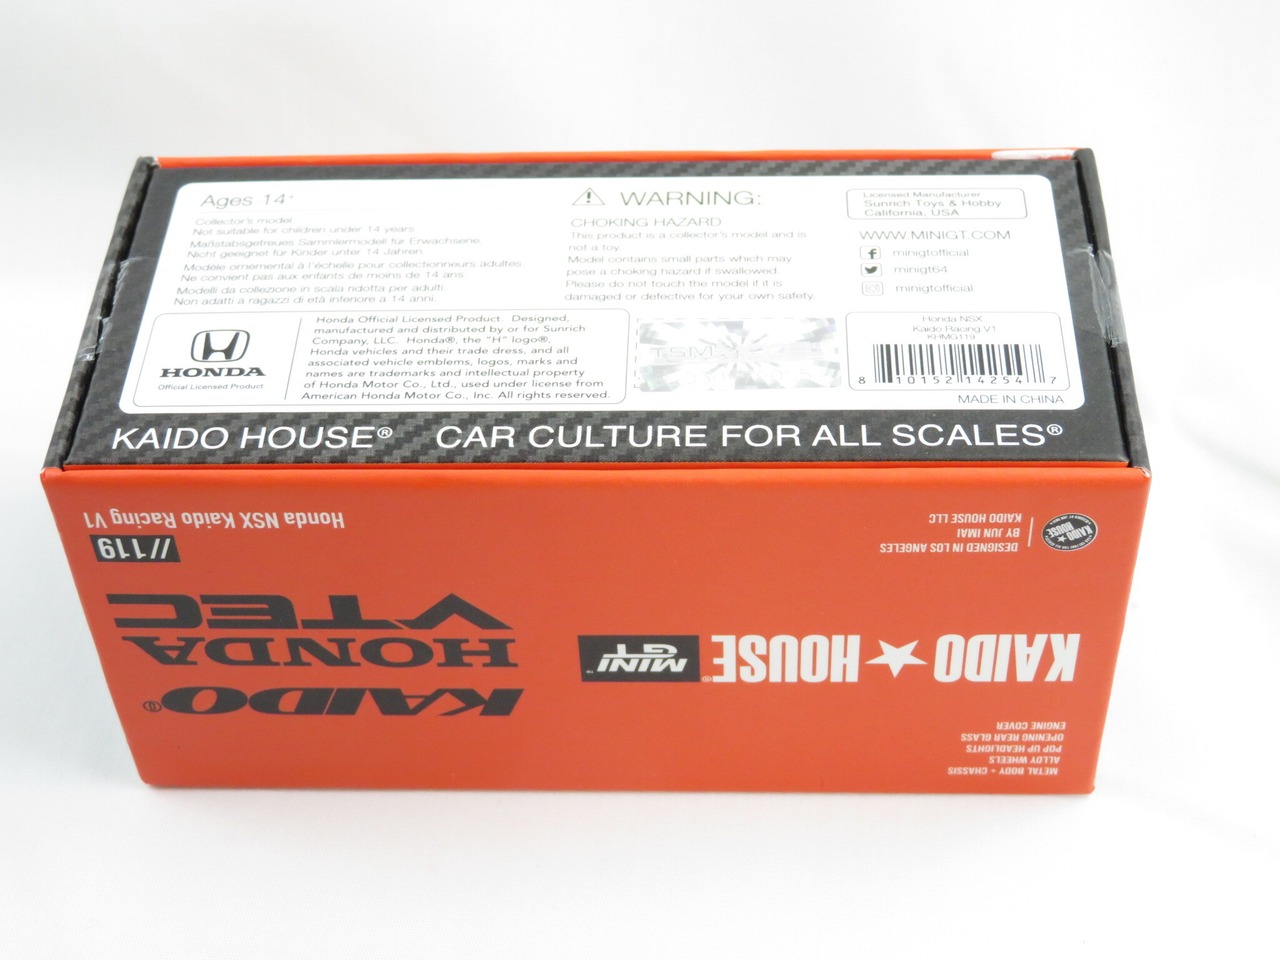 Ages 14+
Collector's model
Not suitable for children under 14 years
Maßstabsgetreues Sammlermodell für Erwachsene.
Nicht geeignet für Kinder unter 14 Jahren.
Modèle ornemental à l'échelle pour collectionneurs adultes.
Ne convient pas aux enfants de moins de 14 ans.
Modelli da collezione in scala ridotta per adulti.
Non adatti a ragazzi di età inferiore a 14 anni.
⚠ WARNING:
CHOKING HAZARD
This product is a collector's model and is
not a toy.
Model contains small parts which may
pose a choking hazard if swallowed.
Please do not touch the model if it is
damaged or defective for your own safety.
Licensed Manufacturer
Sunrich Toys & Hobby
California, USA
WWW.MINIGT.COM
minigtofficial
minigt64
minigtofficial
HONDA
Official Licensed Product
Honda Official Licensed Product. Designed,
manufactured and distributed by or for Sunrich
Company, LLC. Honda®, the "H" logo®,
Honda vehicles and their trade dress, and all
associated vehicle emblems, logos, marks and
names are trademarks and intellectual property
of Honda Motor Co., Ltd., used under license from
American Honda Motor Co., Inc. All rights reserved.
TSM
Honda NSX
Kaido Racing V1
KHMG119
8 10152 14254 7
MADE IN CHINA
KAIDO HOUSE® CAR CULTURE FOR ALL SCALES®
Honda NSX Kaido Racing V1
//119
KAIDO
HONDA
VTEC
KAIDO HOUSE
DESIGNED IN LOS ANGELES
BY JUN IMAI
KAIDO HOUSE LLC
KAIDO★HOUSE® MINI GT™
METAL BODY + CHASSIS
ALLOY WHEELS
POP UP HEADLIGHTS
OPENING REAR GLASS
ENGINE COVER